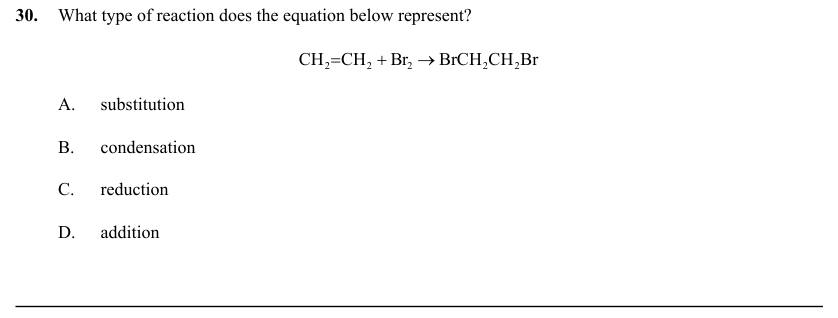 30. What type of reaction does the equation below represent?
CH₂=CH₂ + Br₂ → BrCH₂CH₂Br
A. substitution
B. condensation
C. reduction
D. addition